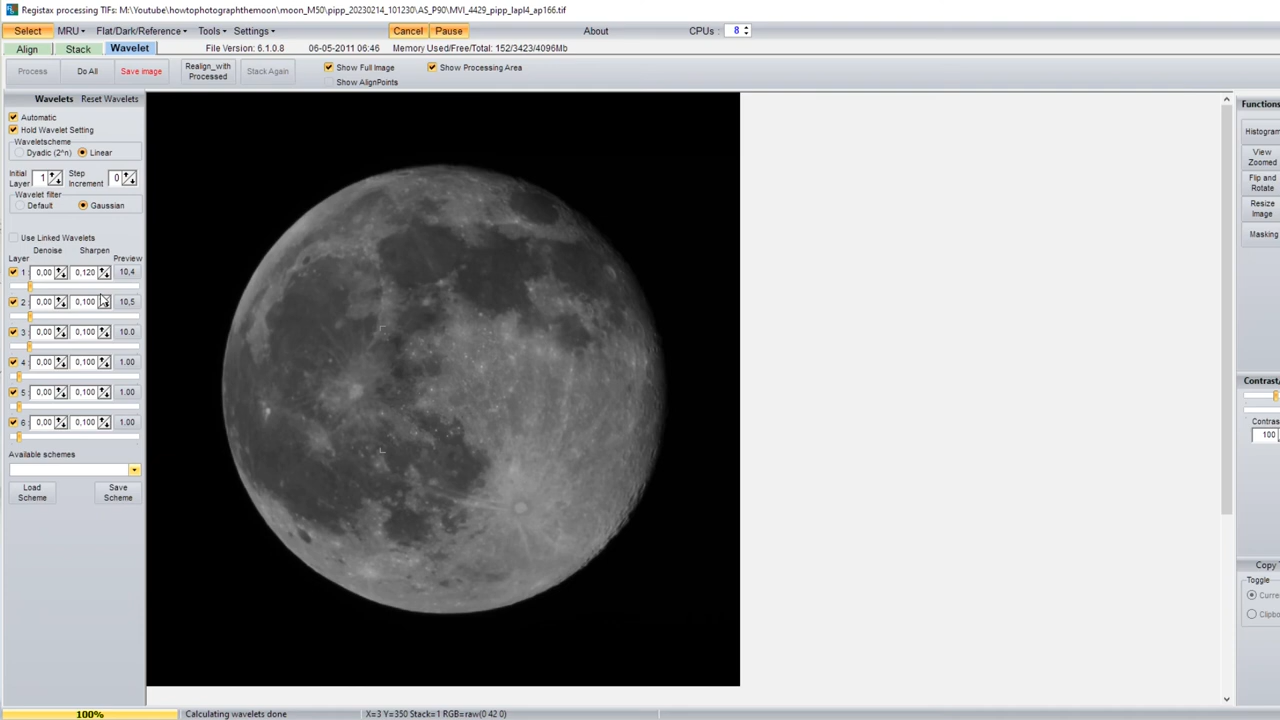 Registax processing TIFs: M:\Youtube\howtophotographthemoon\moon_M50\pipp_20230214_101230\AS_P90\MVI_4429_pipp_lapl4_ap166.tif
Select MRU Flat/Dark/Reference Tools Settings Cancel Pause About CPUs: 8
Align Stack Wavelet File Version: 6.1.0.8 06-05-2011 06:46 Memory Used/Free/Total: 152/3423/4096Mb
Process Do All Save image Realign_with Processed Stack Again Show Full Image Show Processing Area
Show AlignPoints
Wavelets Reset Wavelets
Automatic
Hold Wavelet Setting
Waveletscheme
Dyadic (2^n) Linear
Initial Layer 1 Step Increment 0
Wavelet filter
Default Gaussian
Use Linked Wavelets
Denoise Sharpen
Layer Preview
1 : 0,00 0,120 10,4
2 0,00 0,100 10,5
3 : 0,00 0,100 10.0
4 : 0,00 0,100 1.00
5 : 0,00 0,100 1.00
6 : 0,00 0,100 1.00
Available schemes
Load Scheme Save Scheme
Functions
Histogram
View Zoomed
Flip and Rotate
Resize Image
Masking
Contrast/
Contras
100
Copy
Toggle
Curre
Clipbo
100% Calculating wavelets done X=3 Y=350 Stack=1 RGB=raw(0 42 0)